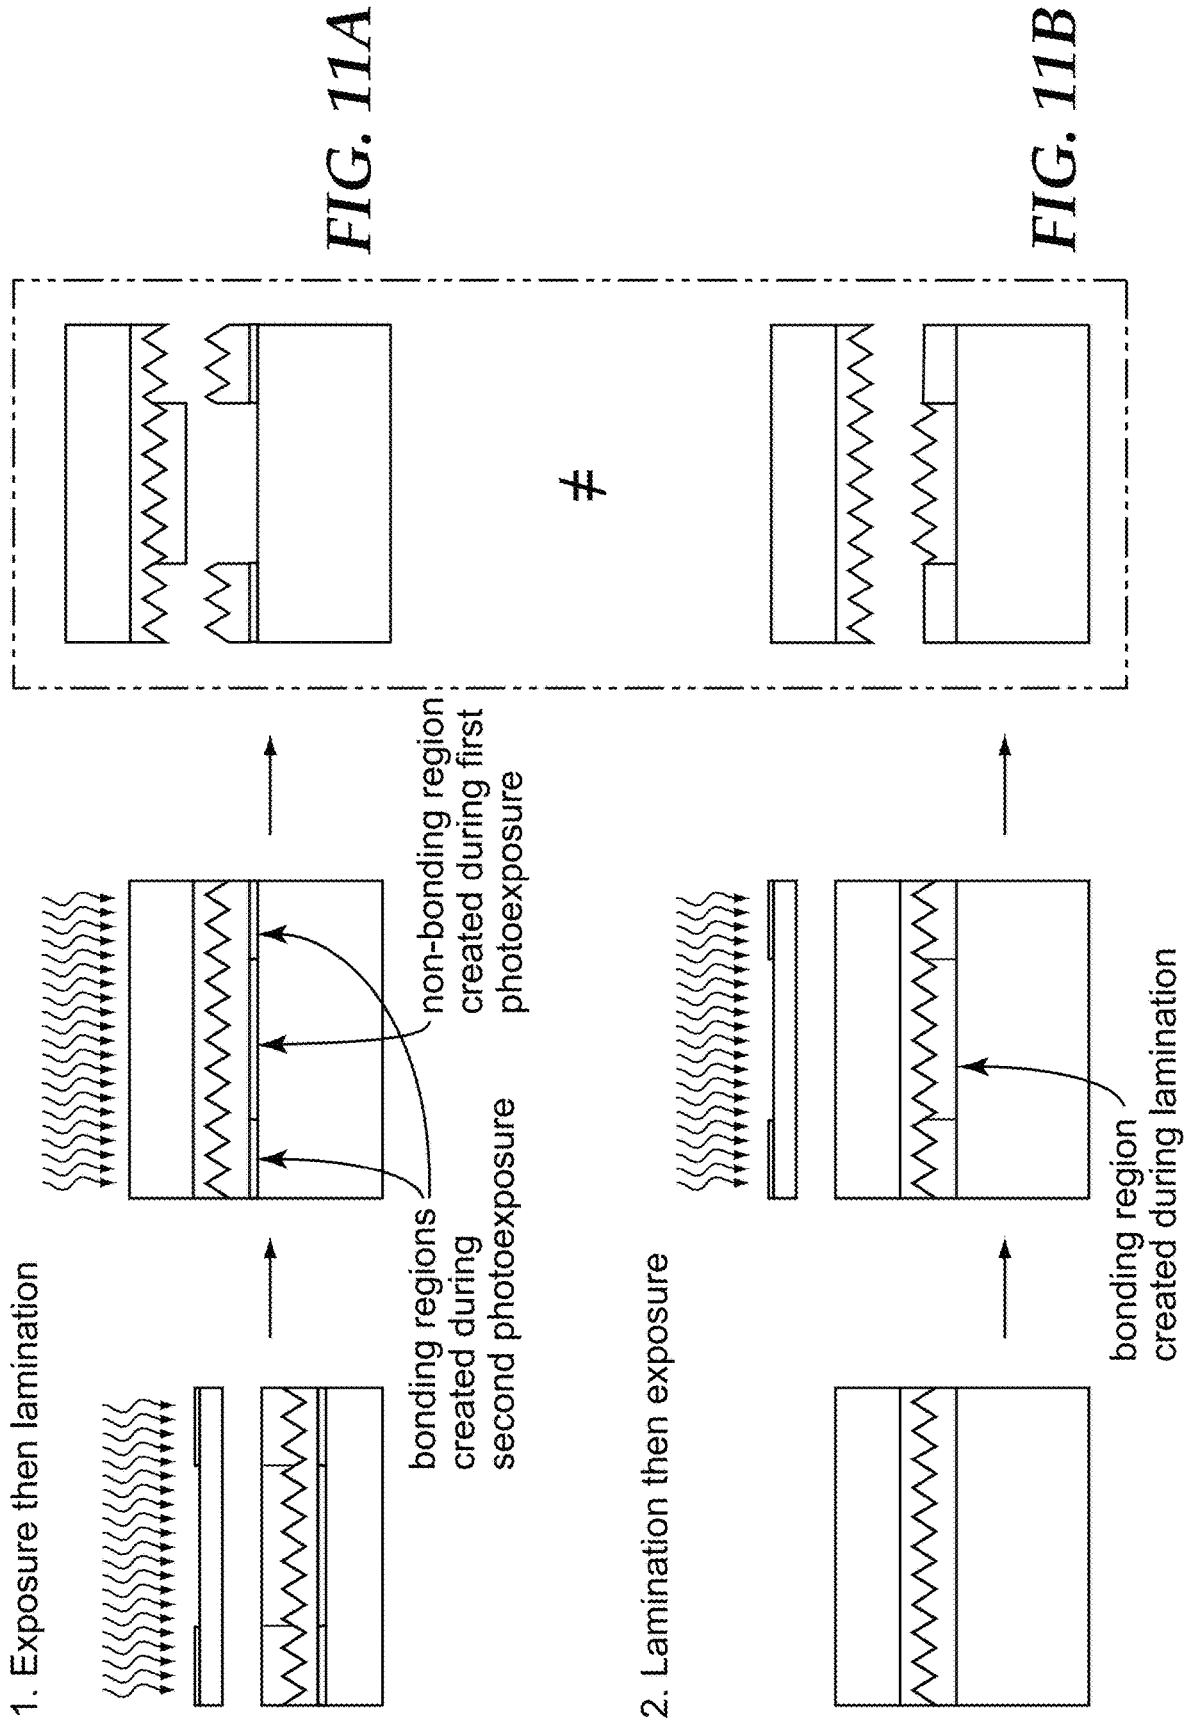 1. Exposure then lamination
bonding regions
created during
second photoexposure
non-bonding region
created during first
photoexposure
FIG. 11A
≠
2. Lamination then exposure
bonding region
created during lamination
FIG. 11B